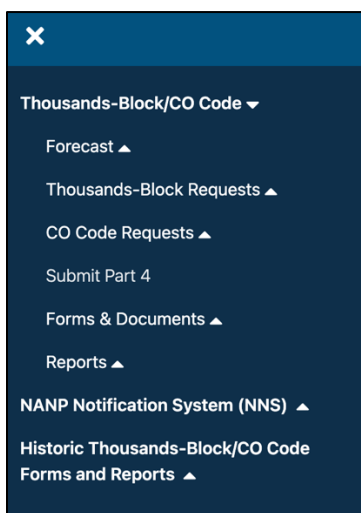 Thousands-Block/CO Code
Forecast
Thousands-Block Requests
CO Code Requests
Submit Part 4
Forms & Documents
Reports
NANP Notification System (NNS)
Historic Thousands-Block/CO Code
Forms and Reports